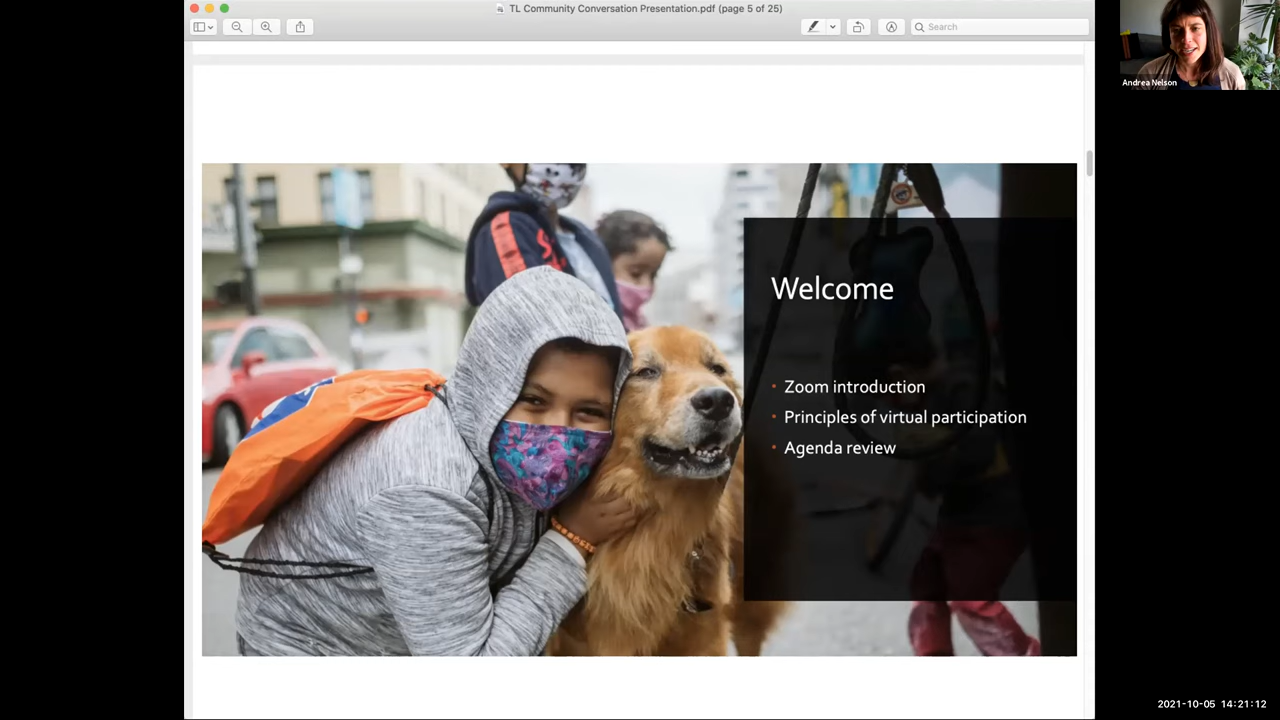 TL Community Conversation Presentation.pdf (page 5 of 25)
Search
Andrea Nelson
Welcome
• Zoom introduction
• Principles of virtual participation
• Agenda review
2021-10-05 14:21:12